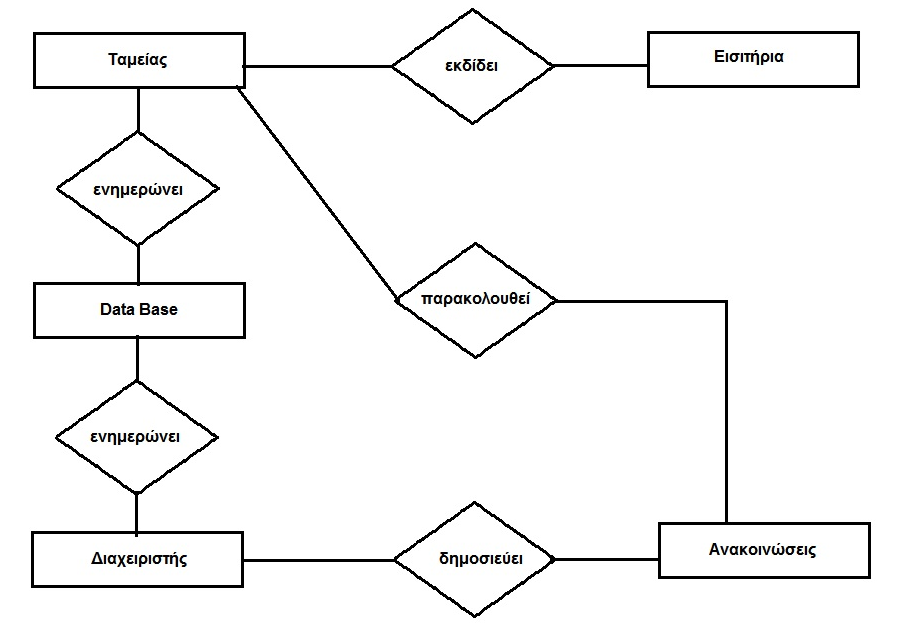 Ταμείας
εκδίδει
Εισιτήρια
ενημερώνει
Data Base
παρακολουθεί
ενημερώνει
Διαχειριστής
δημοσιεύει
Ανακοινώσεις